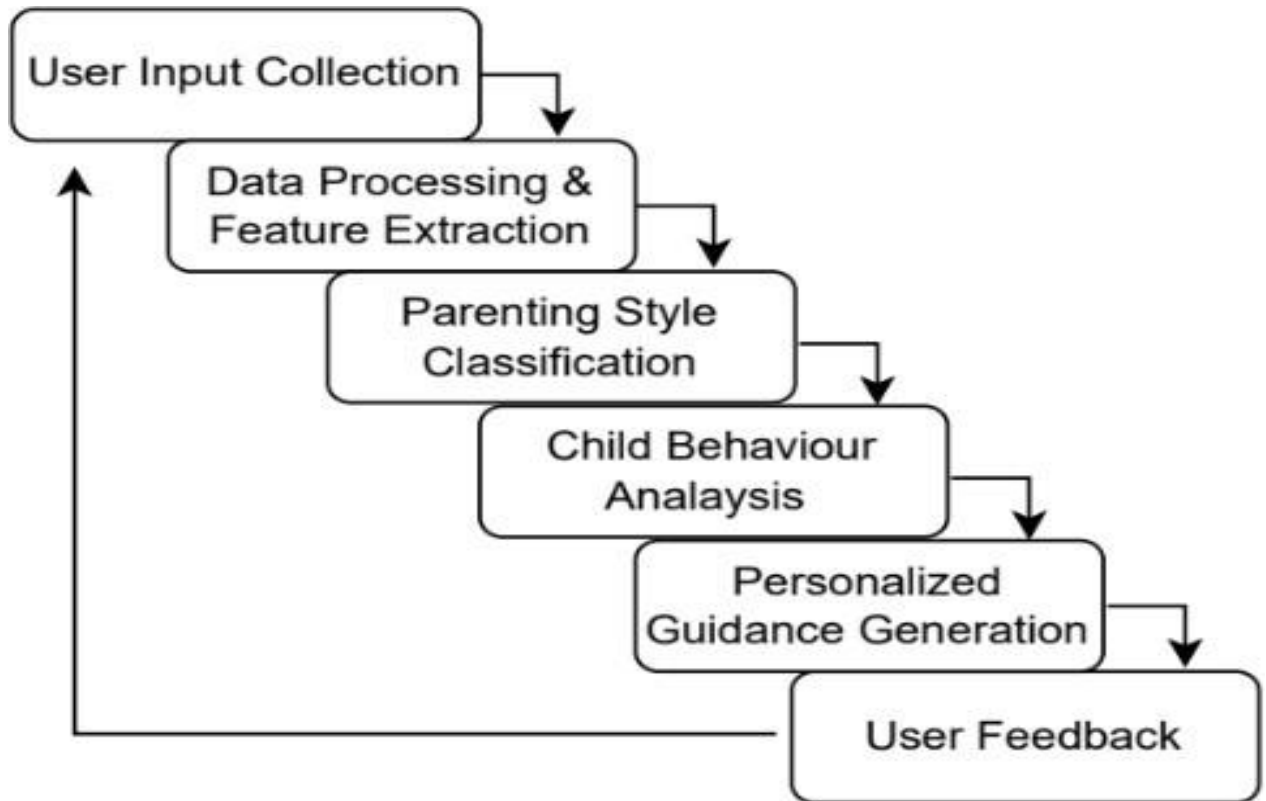 User Input Collection
Data Processing &
Feature Extraction
Parenting Style
Classification
Child Behaviour
Analaysis
Personalized
Guidance Generation
User Feedback